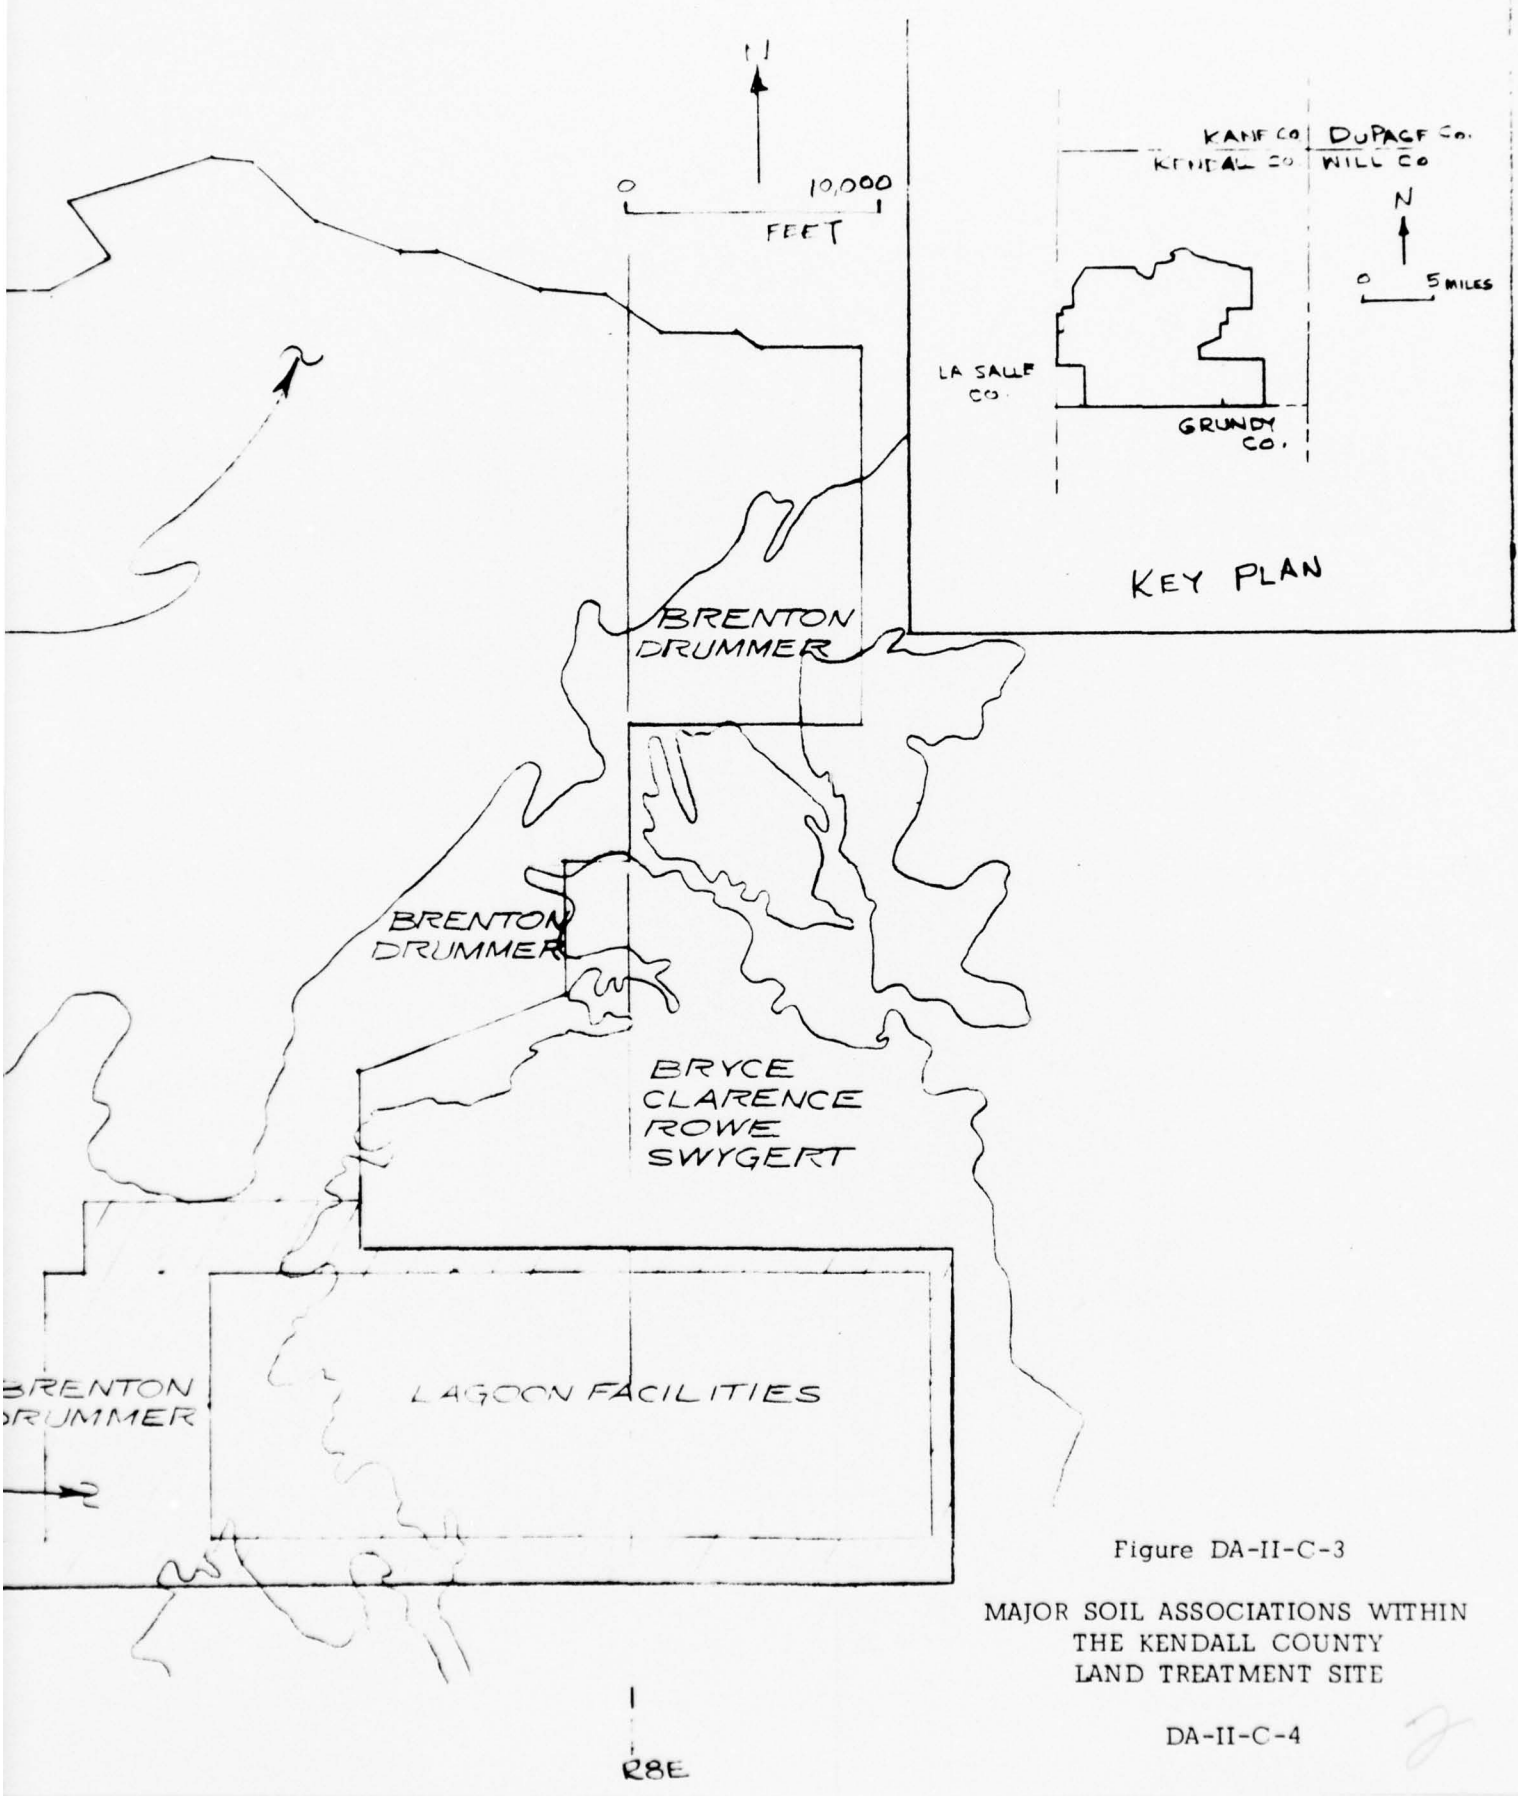 N
0 10,000
FEET
KANE CO. DUPAGE Co.
KENDAL CO. WILL CO
N
0 5 MILES
LA SALLE
CO.
GRUNDY
CO.
KEY PLAN
BRENTON
DRUMMER
BRENTON
DRUMMER
BRYCE
CLARENCE
ROWE
SWYGERT
BRENTON
DRUMMER
LAGOON FACILITIES
2
Figure DA-II-C-3
MAJOR SOIL ASSOCIATIONS WITHIN
THE KENDALL COUNTY
LAND TREATMENT SITE
DA-II-C-4
2
R8E